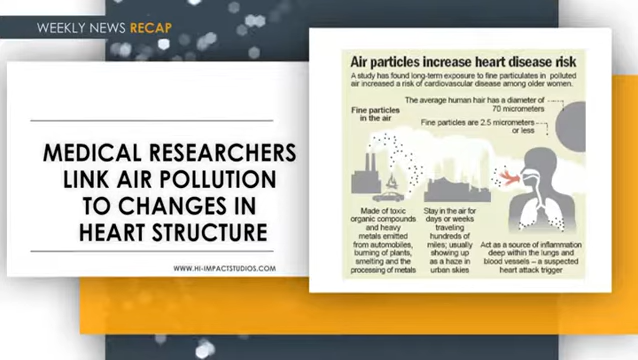 WEEKLY NEWS RECAP
MEDICAL RESEARCHERS
LINK AIR POLLUTION
TO CHANGES IN
HEART STRUCTURE
WWW.HI-IMPACTSTUDIOS.COM
Air particles increase heart disease risk
A study has found long-term exposure to fine particulates in polluted
air increased a risk of cardiovascular disease among older women.
The average human hair has a diameter of
70 micrometers
Fine particles
in the air
Fine particles are 2.5 micrometers
or less
Made of toxic
organic compounds
and heavy
metals emitted
from automobiles,
burning of plants,
smelting and the
processing of metals
Stay in the air for
days or weeks
traveling
hundreds of
miles; usually
showing up
as a haze in
urban skies
Act as a source of inflammation
deep within the lungs and
blood vessels – a suspected
heart attack trigger